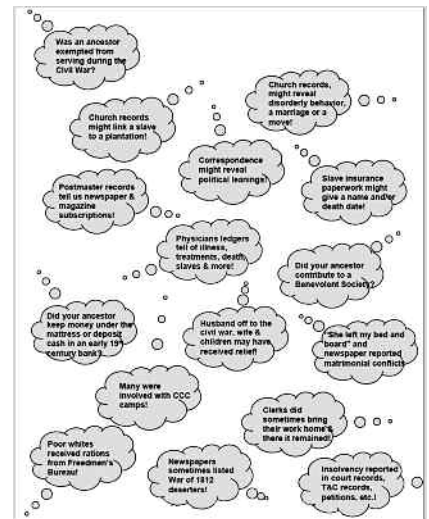 Was an ancestor
exempted from
serving during the
Civil War?
Church records,
might reveal
disorderly behavior,
a marriage or a
move!
Church records
might link a slave
to a plantation!
Correspondence
might reveal
political leanings!
Slave insurance
paperwork might
give a name and/or
death date!
Postmaster records
tell us newspaper &
magazine
subscriptions!
Physicians ledgers
tell of illness,
treatments, death,
slaves & more!
Did your ancestor
contribute to a
Benevolent Society?
Did your ancestor
keep money under the
mattress or deposit
cash in an early 19th
century bank?
Husband off to the
civil war, wife &
children may have
received relief!
"She left my bed and
board" and
newspaper reported
matrimonial conflicts
Many were
involved with CCC
camps!
Clerks did
sometimes bring
their work home &
there it remained!
Poor whites
received rations
from Freedmen's
Bureau!
Newspapers
sometimes listed
War of 1812
deserters!
Insolvency reported
in court records,
T&C records,
petitions, etc.!